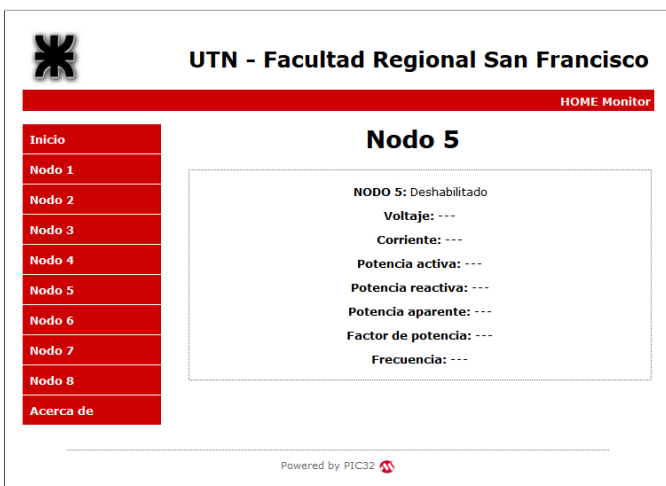 UTN - Facultad Regional San Francisco
HOME Monitor
Inicio
Nodo 1
Nodo 2
Nodo 3
Nodo 4
Nodo 5
Nodo 6
Nodo 7
Nodo 8
Acerca de
Nodo 5
NODO 5: Deshabilitado
Voltaje: ---
Corriente: ---
Potencia activa: ---
Potencia reactiva: ---
Potencia aparente: ---
Factor de potencia: ---
Frecuencia: ---
Powered by PIC32